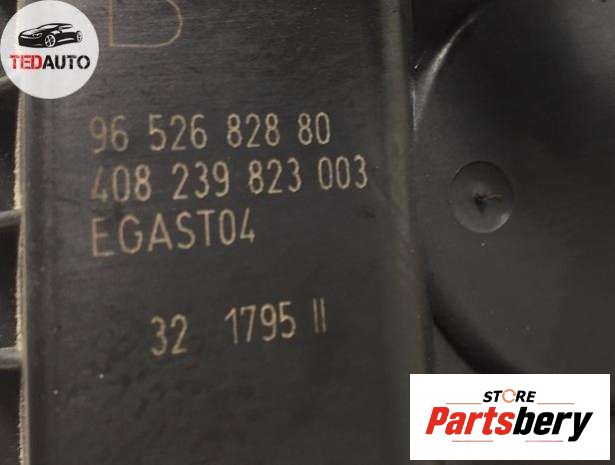 TEDAUTO
B
96 526 828 80
408 239 823 003
EGAST04
32 1795 II
STORE
Partsbery